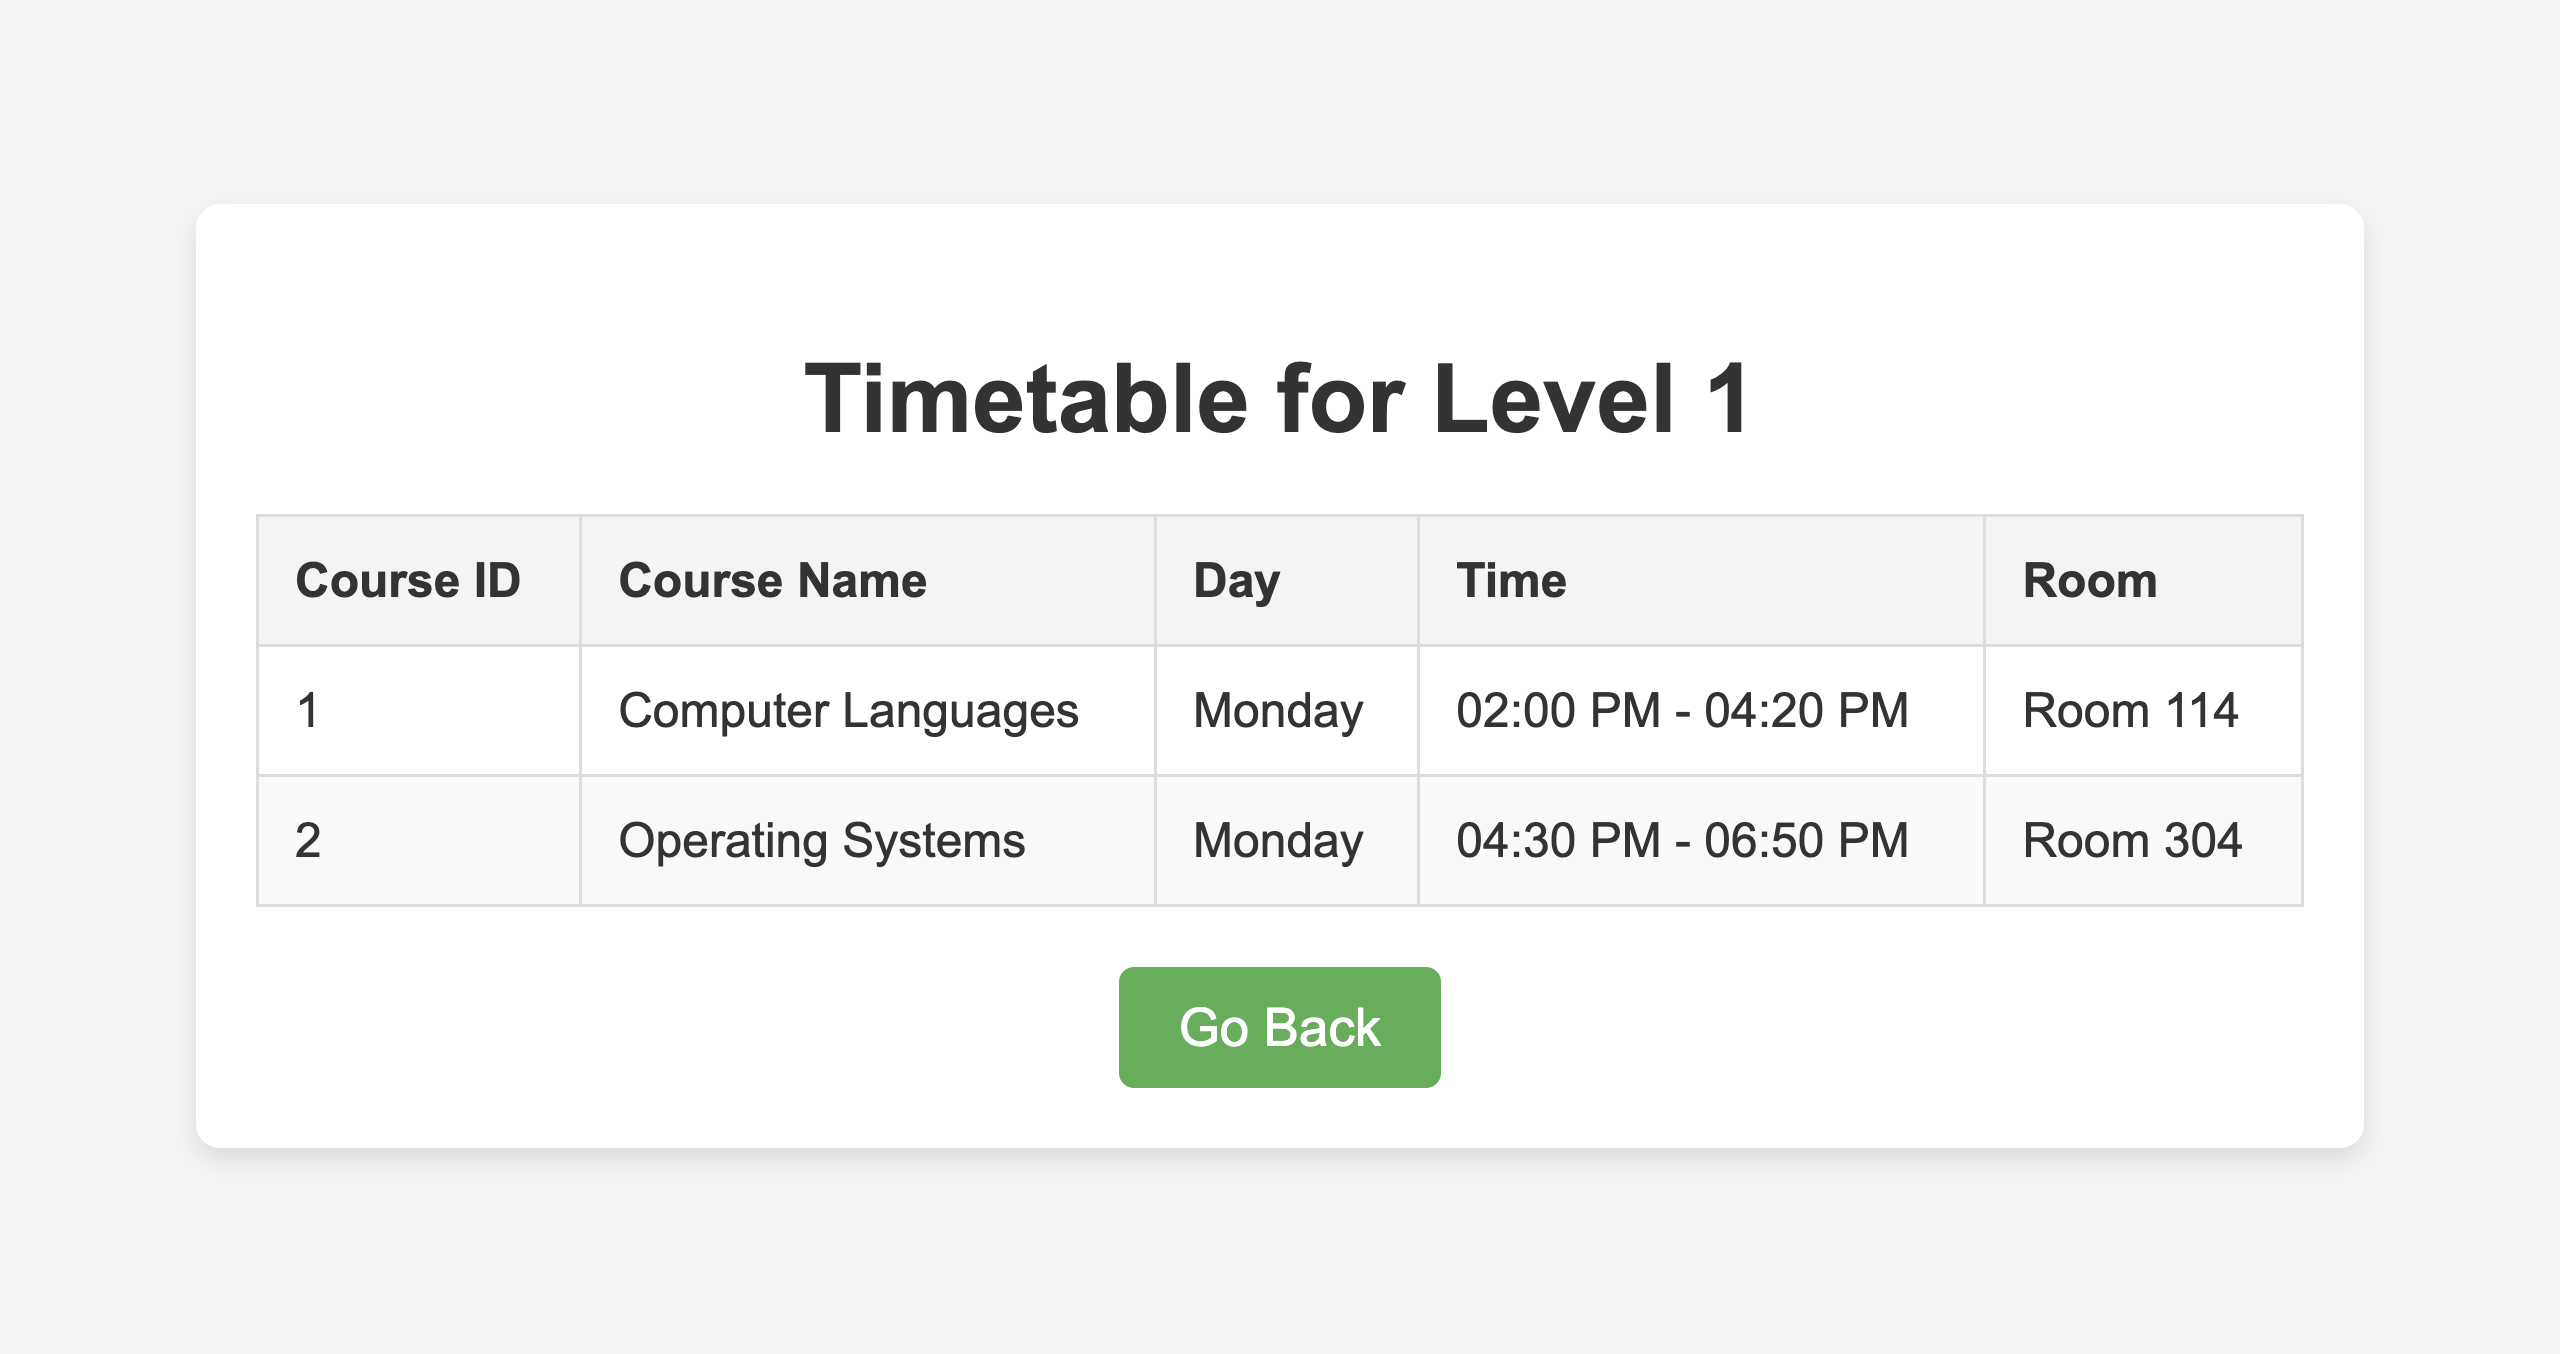 Timetable for Level 1
Course ID Course Name Day Time Room
1 Computer Languages Monday 02:00 PM - 04:20 PM Room 114
2 Operating Systems Monday 04:30 PM - 06:50 PM Room 304
Go Back